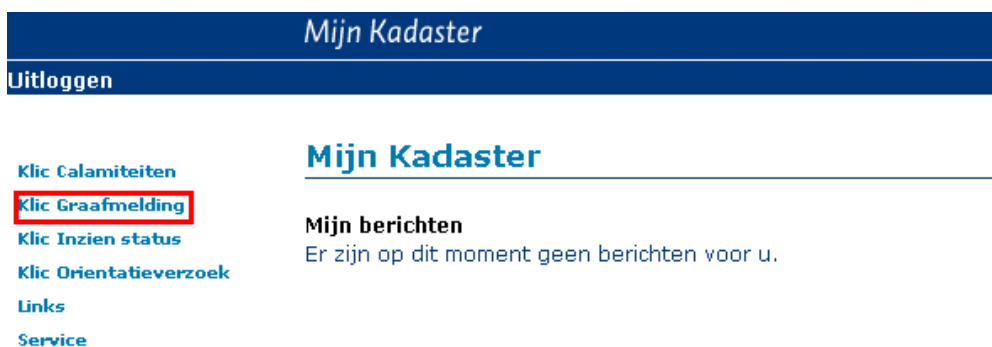 Mijn Kadaster
Uitloggen
Klic Calamiteiten
Klic Graafmelding
Klic Inzien status
Klic Orientatieverzoek
Links
Service
Mijn Kadaster
Mijn berichten
Er zijn op dit moment geen berichten voor u.